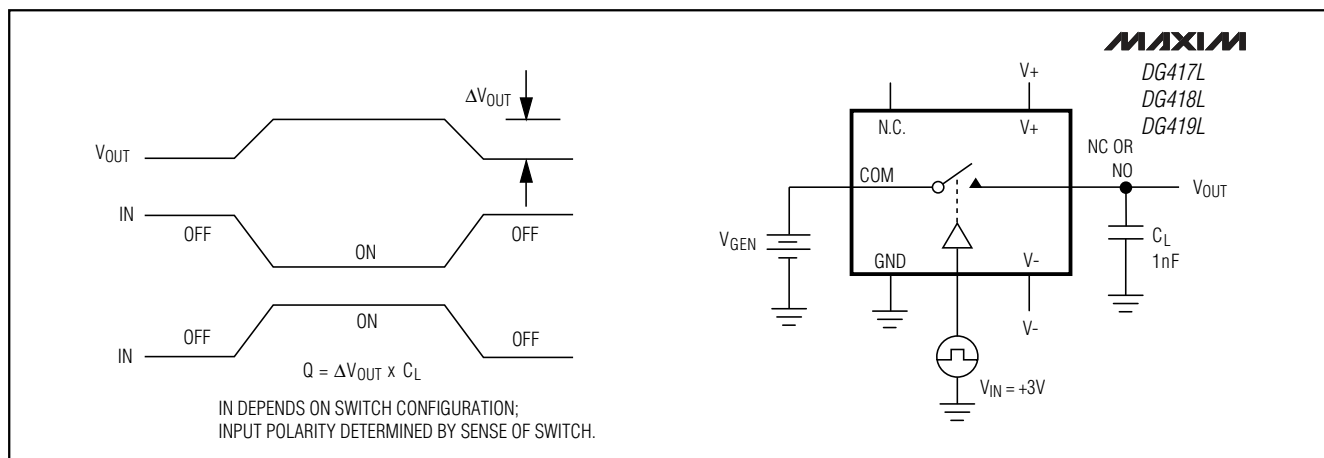 ΔVOUT
VOUT
IN
OFF
ON
OFF
IN
OFF
ON
OFF
Q = ΔVOUT x CL
IN DEPENDS ON SWITCH CONFIGURATION;
INPUT POLARITY DETERMINED BY SENSE OF SWITCH.
MAXIM
DG417L
DG418L
DG419L
V+
N.C.
V+
NC OR
NO
COM
VOUT
VGEN
CL
1nF
GND
V-
V-
VIN = +3V